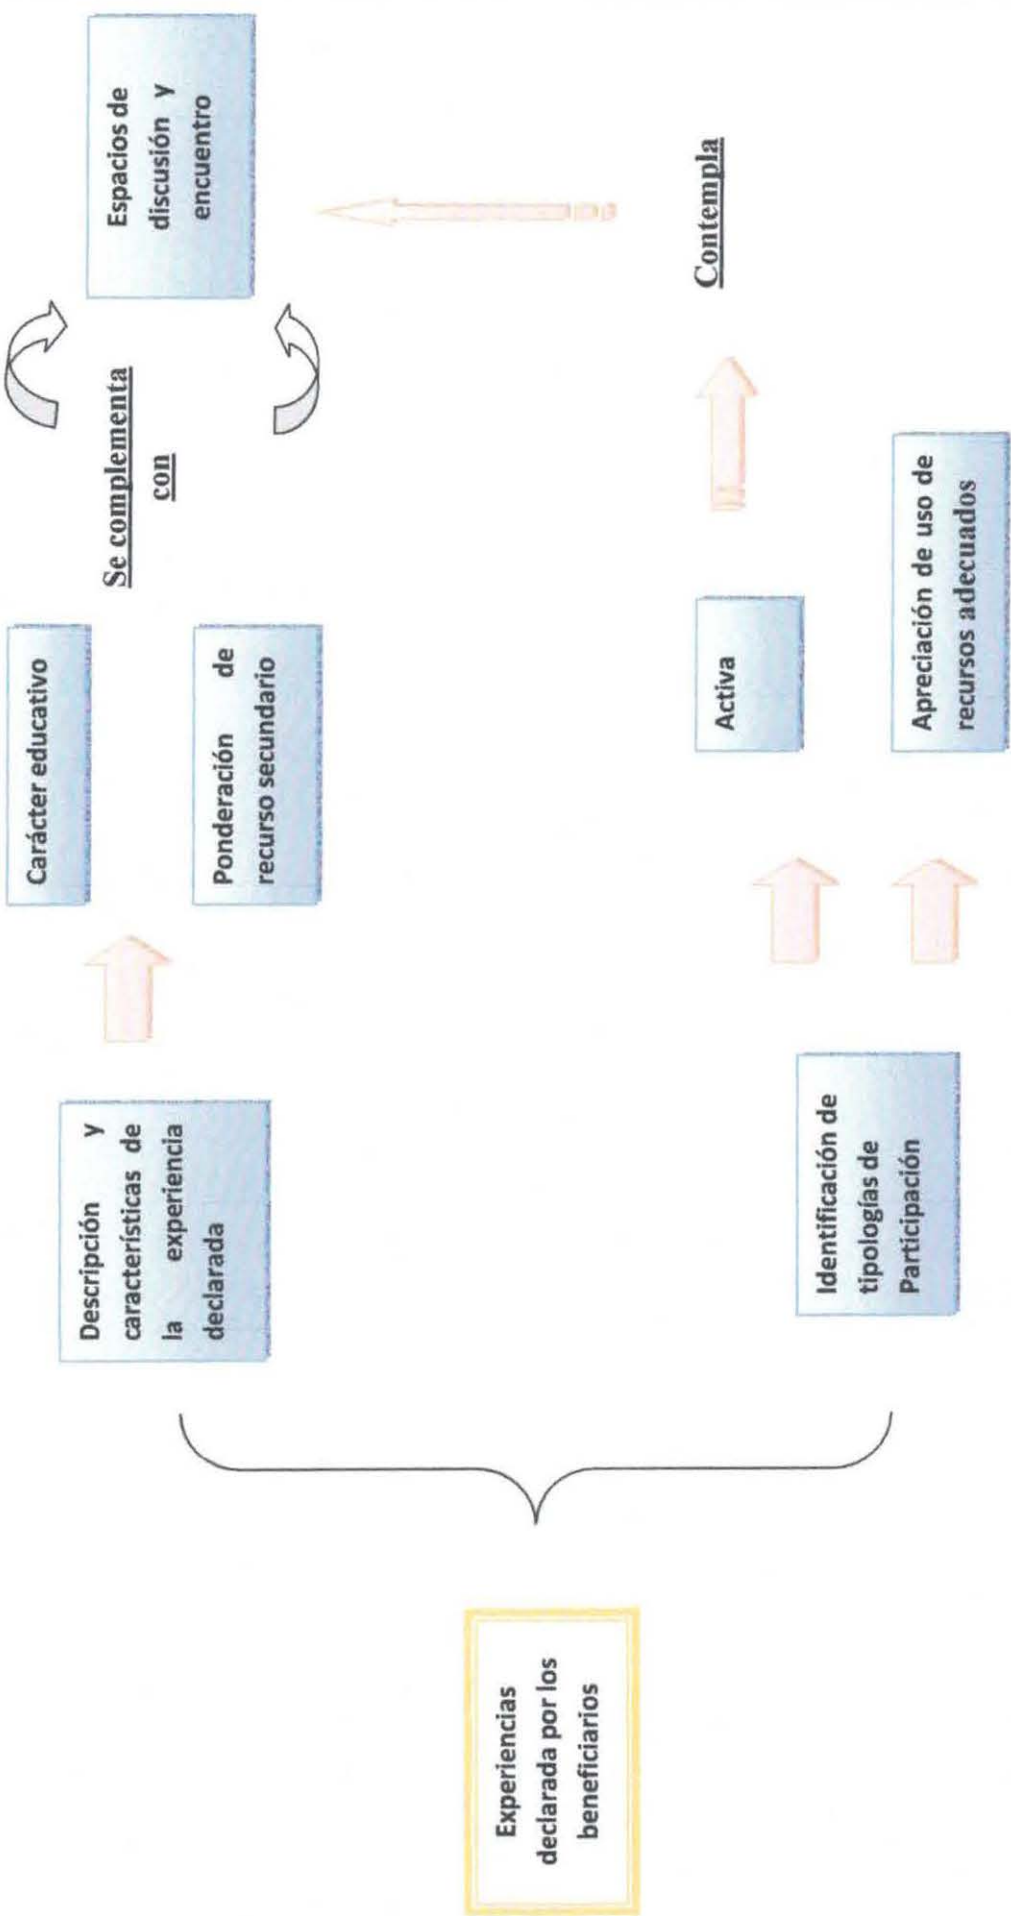 Experiencias
declarada por los
beneficiarios
Descripción y
características de
la experiencia
declarada
Carácter educativo
Ponderación de
recurso secundario
Se complementa
con
Espacios de
discusión y
encuentro
Identificación de
tipologías de
Participación
Activa
Apreciación de uso de
recursos adecuados
Contempla